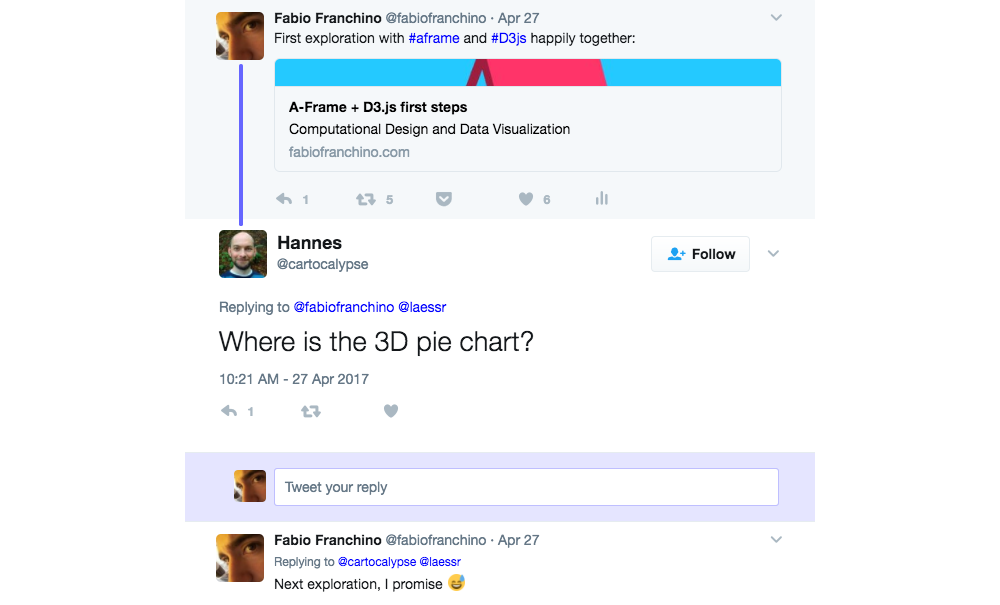 Fabio Franchino @fabiofranchino · Apr 27
First exploration with #aframe and #D3js happily together:
A-Frame + D3.js first steps
Computational Design and Data Visualization
fabiofranchino.com
1 5 6
Hannes
@cartocalypse
Follow
Replying to @fabiofranchino @laessr
Where is the 3D pie chart?
10:21 AM - 27 Apr 2017
1
Tweet your reply
Fabio Franchino @fabiofranchino · Apr 27
Replying to @cartocalypse @laessr
Next exploration, I promise 😅